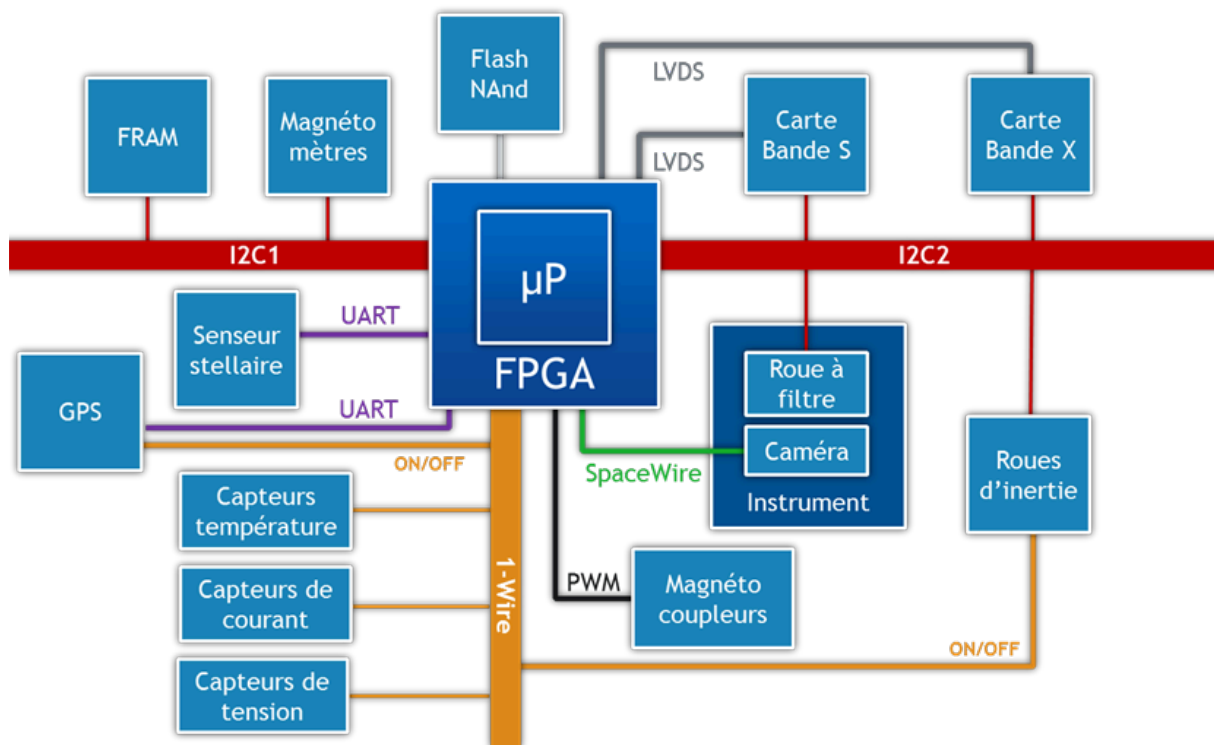 Flash
NAnd
LVDS
FRAM
Magnéto
mètres
Carte
Bande S
Carte
Bande X
LVDS
I2C1
I2C2
µP
FPGA
UART
Senseur
stellaire
Roue à
filtre
GPS
UART
Caméra
ON/OFF
SpaceWire
Instrument
Roues
d'inertie
Capteurs
température
1-Wire
PWM
Magnéto
coupleurs
Capteurs de
courant
ON/OFF
Capteurs de
tension